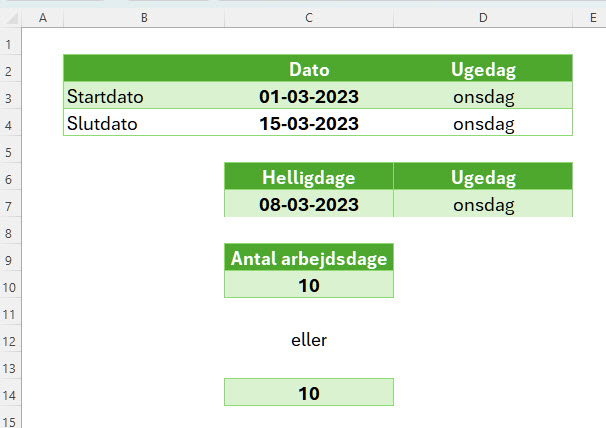 A B C D E
1
2 Dato Ugedag
3 Startdato 01-03-2023 onsdag
4 Slutdato 15-03-2023 onsdag
5
6 Helligdage Ugedag
7 08-03-2023 onsdag
8
9 Antal arbejdsdage
10 10
11
12 eller
13
14 10
15